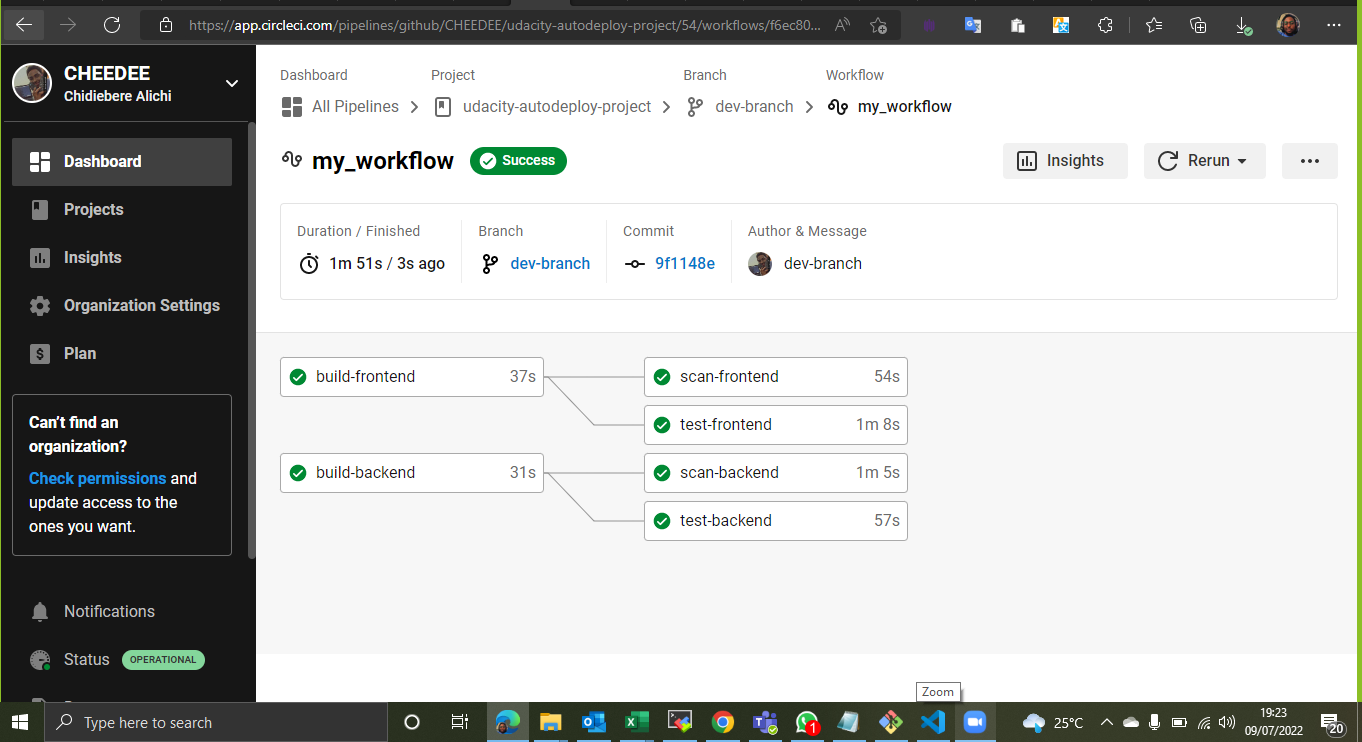 https://app.circleci.com/pipelines/github/CHEEDEE/udacity-autodeploy-project/54/workflows/f6ec80...
CHEEDEE
Chidiebere Alichi
Dashboard
Projects
Insights
Organization Settings
Plan
Can't find an
organization?
Check permissions and
update access to the
ones you want.
Notifications
Status OPERATIONAL
Dashboard Project Branch Workflow
All Pipelines udacity-autodeploy-project dev-branch my_workflow
my_workflow Success Insights Rerun
Duration / Finished Branch Commit Author & Message
1m 51s / 3s ago dev-branch 9f1148e dev-branch
build-frontend 37s scan-frontend 54s
test-frontend 1m 8s
build-backend 31s scan-backend 1m 5s
test-backend 57s
Zoom
Type here to search
1
25°C
19:23
09/07/2022
20